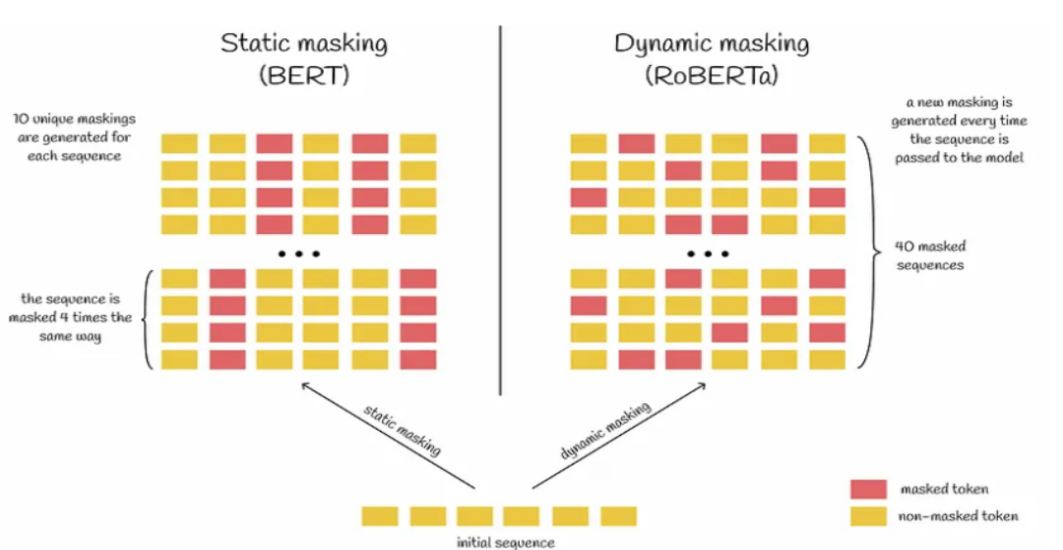 Static masking
(BERT)
Dynamic masking
(RoBERTa)
10 unique maskings
are generated for
each sequence
a new masking is
generated every time
the sequence is
passed to the model
40 masked
sequences
the sequence is
masked 4 times the
same way
static masking
dynamic masking
masked token
non-masked token
initial sequence